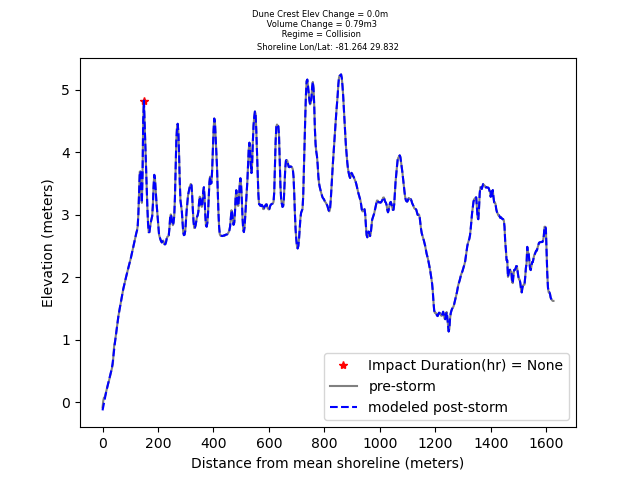 Dune Crest Elev Change = 0.0m
Volume Change = 0.79m3
Regime = Collision
Shoreline Lon/Lat: -81.264 29.832
5
4
3
2
1
0
Elevation (meters)
Impact Duration(hr) = None
pre-storm
modeled post-storm
0 200 400 600 800 1000 1200 1400 1600
Distance from mean shoreline (meters)